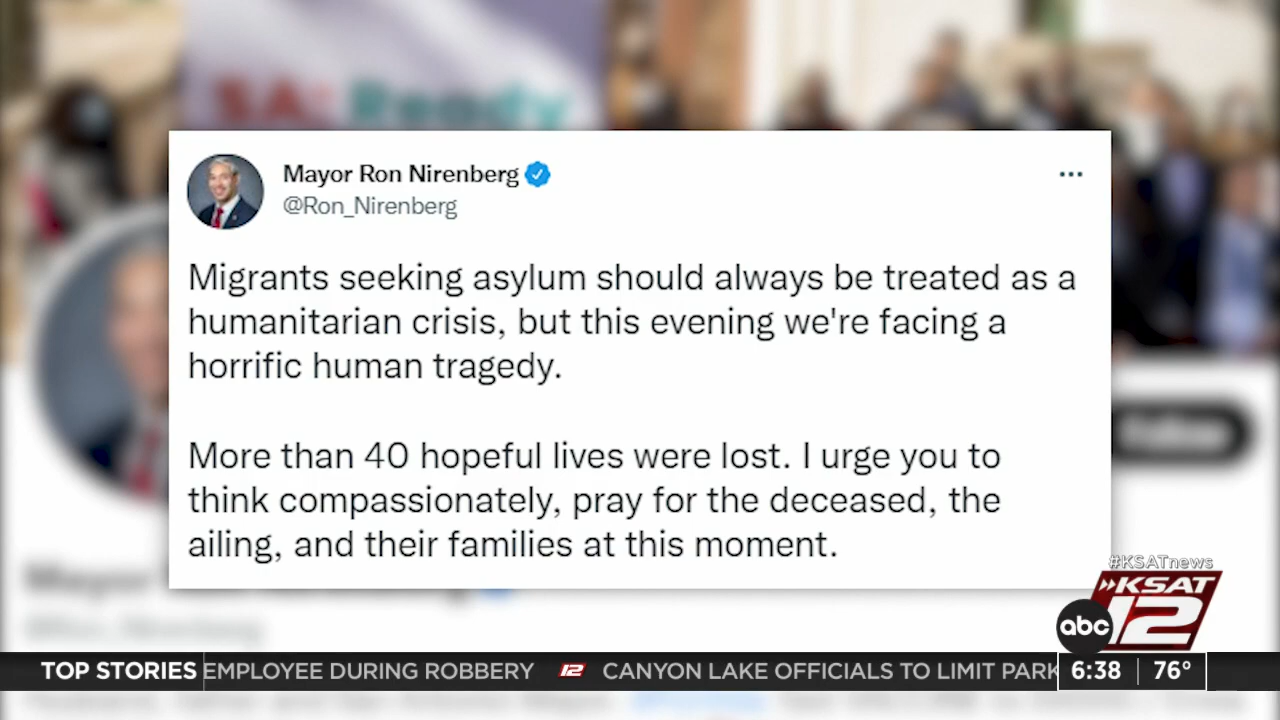 SA: Ready
Mayor Ron Nirenberg
@Ron_Nirenberg
Migrants seeking asylum should always be treated as a
humanitarian crisis, but this evening we're facing a
horrific human tragedy.
More than 40 hopeful lives were lost. I urge you to
think compassionately, pray for the deceased, the
ailing, and their families at this moment.
#KSATnews
KSAT
abc 12
TOP STORIES EMPLOYEE DURING ROBBERY 12 CANYON LAKE OFFICIALS TO LIMIT PARK 6:38 76°